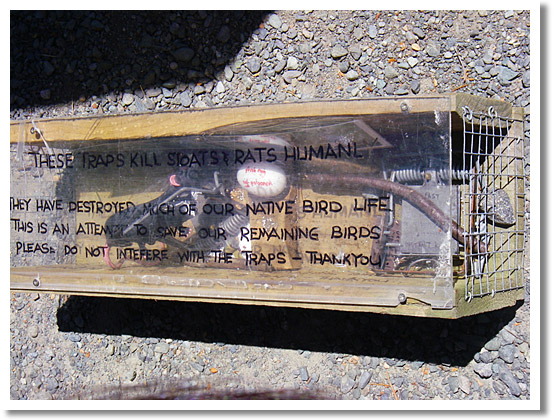 THESE TRAPS KILL STOATS & RATS HUMANL
THEY HAVE DESTROYED MUCH OF OUR NATIVE BIRD LIFE
THIS IS AN ATTEMPT TO SAVE OUR REMAINING BIRDS
PLEASE DO NOT INTEFERE WITH THE TRAPS - THANKYOU